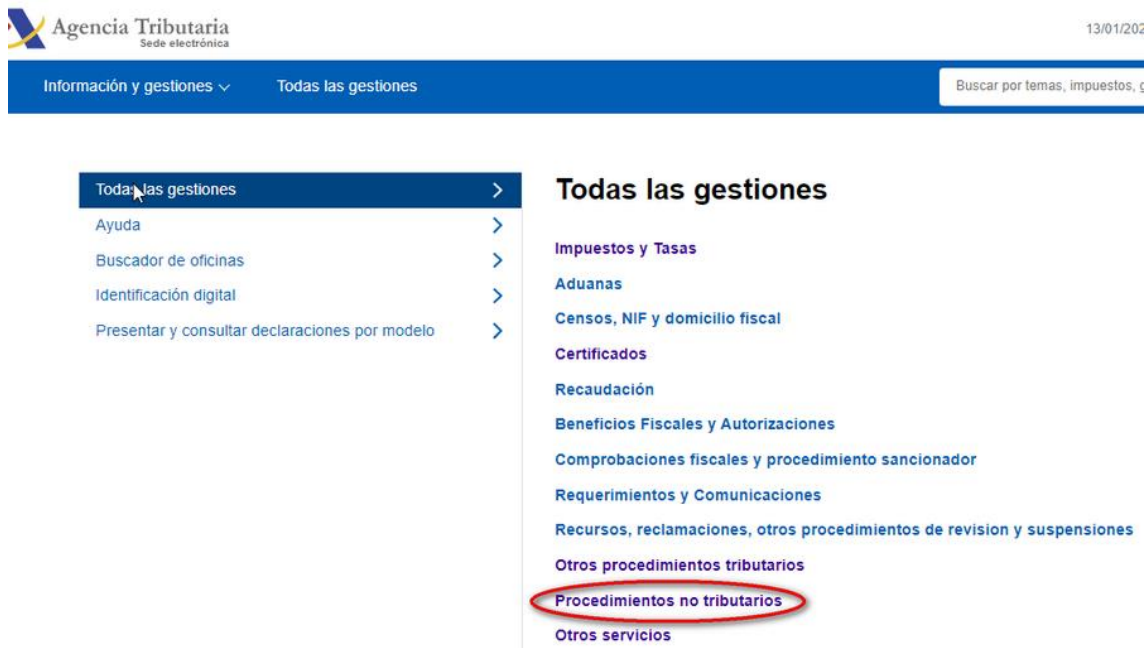 Agencia Tributaria
Sede electrónica
13/01/202
Información y gestiones
Todas las gestiones
Buscar por temas, impuestos, g
Todas las gestiones
Ayuda
Buscador de oficinas
Identificación digital
Presentar y consultar declaraciones por modelo
Todas las gestiones
Impuestos y Tasas
Aduanas
Censos, NIF y domicilio fiscal
Certificados
Recaudación
Beneficios Fiscales y Autorizaciones
Comprobaciones fiscales y procedimiento sancionador
Requerimientos y Comunicaciones
Recursos, reclamaciones, otros procedimientos de revision y suspensiones
Otros procedimientos tributarios
Procedimientos no tributarios
Otros servicios